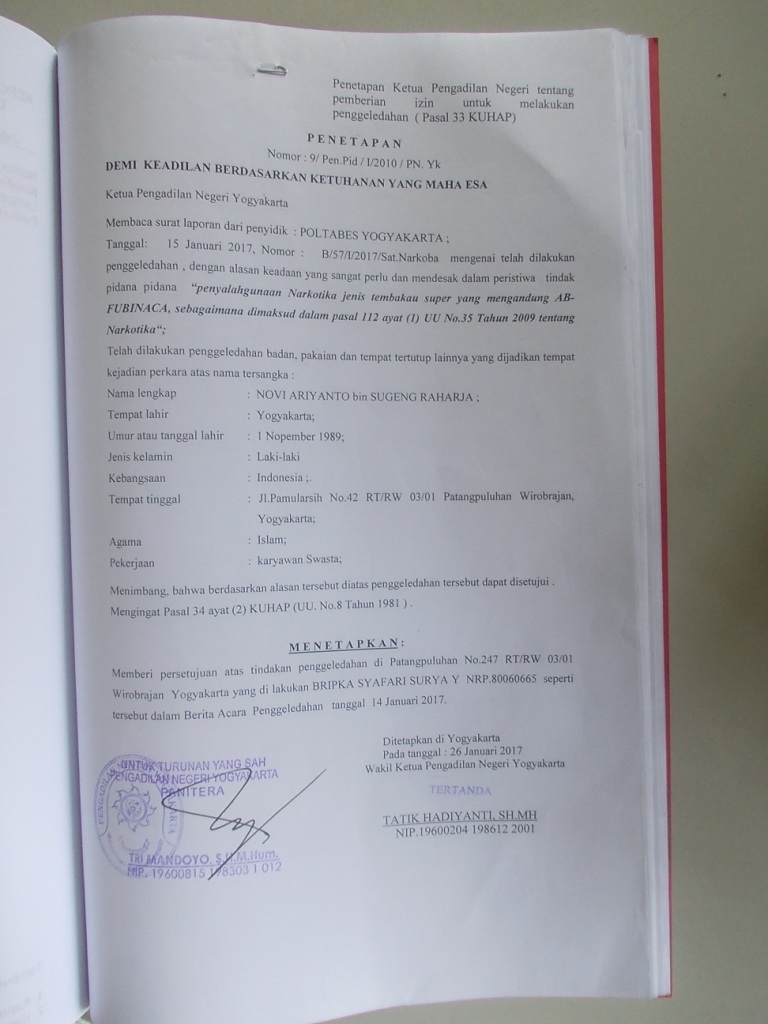 Penetapan Ketua Pengadilan Negeri tentang
pemberian izin untuk melakukan
penggeledahan ( Pasal 33 KUHAP)
P E N E T A P A N
Nomor : 9/ Pen.Pid / I/2010 / PN. Yk
DEMI KEADILAN BERDASARKAN KETUHANAN YANG MAHA ESA
Ketua Pengadilan Negeri Yogyakarta
Membaca surat laporan dari penyidik : POLTABES YOGYAKARTA ;
Tanggal: 15 Januari 2017, Nomor : B/57/I/2017/Sat.Narkoba mengenai telah dilakukan
penggeledahan , dengan alasan keadaan yang sangat perlu dan mendesak dalam peristiwa tindak
pidana pidana “penyalahgunaan Narkotika jenis tembakau super yang mengandung AB-
FUBINACA, sebagaimana dimaksud dalam pasal 112 ayat (1) UU No.35 Tahun 2009 tentang
Narkotika“;
Telah dilakukan penggeledahan badan, pakaian dan tempat tertutup lainnya yang dijadikan tempat
kejadian perkara atas nama tersangka :
Nama lengkap : NOVI ARIYANTO bin SUGENG RAHARJA ;
Tempat lahir : Yogyakarta;
Umur atau tanggal lahir : 1 Nopember 1989;
Jenis kelamin : Laki-laki
Kebangsaan : Indonesia ;.
Tempat tinggal : Jl.Pamularsih No.42 RT/RW 03/01 Patangpuluhan Wirobrajan,
Yogyakarta;
Agama : Islam;
Pekerjaan : karyawan Swasta;
Menimbang, bahwa berdasarkan alasan tersebut diatas penggeledahan tersebut dapat disetujui .
Mengingat Pasal 34 ayat (2) KUHAP (UU. No.8 Tahun 1981 ) .
M E N E T A P K A N :
Memberi persetujuan atas tindakan penggeledahan di Patangpuluhan No.247 RT/RW 03/01
Wirobrajan Yogyakarta yang di lakukan BRIPKA SYAFARI SURYA Y NRP.80060665 seperti
tersebut dalam Berita Acara Penggeledahan tanggal 14 Januari 2017.
Ditetapkan di Yogyakarta
Pada tanggal : 26 Januari 2017
Wakil Ketua Pengadilan Negeri Yogyakarta
TERTANDA
TATIK HADIYANTI, SH.MH
NIP.19600204 198612 2001
UNTUK TURUNAN YANG SAH
PENGADILAN NEGERI YOGYAKARTA
PANITERA
TRI MANDOYO, S.H.M.Hum.
NIP. 19600815 198303 1 012